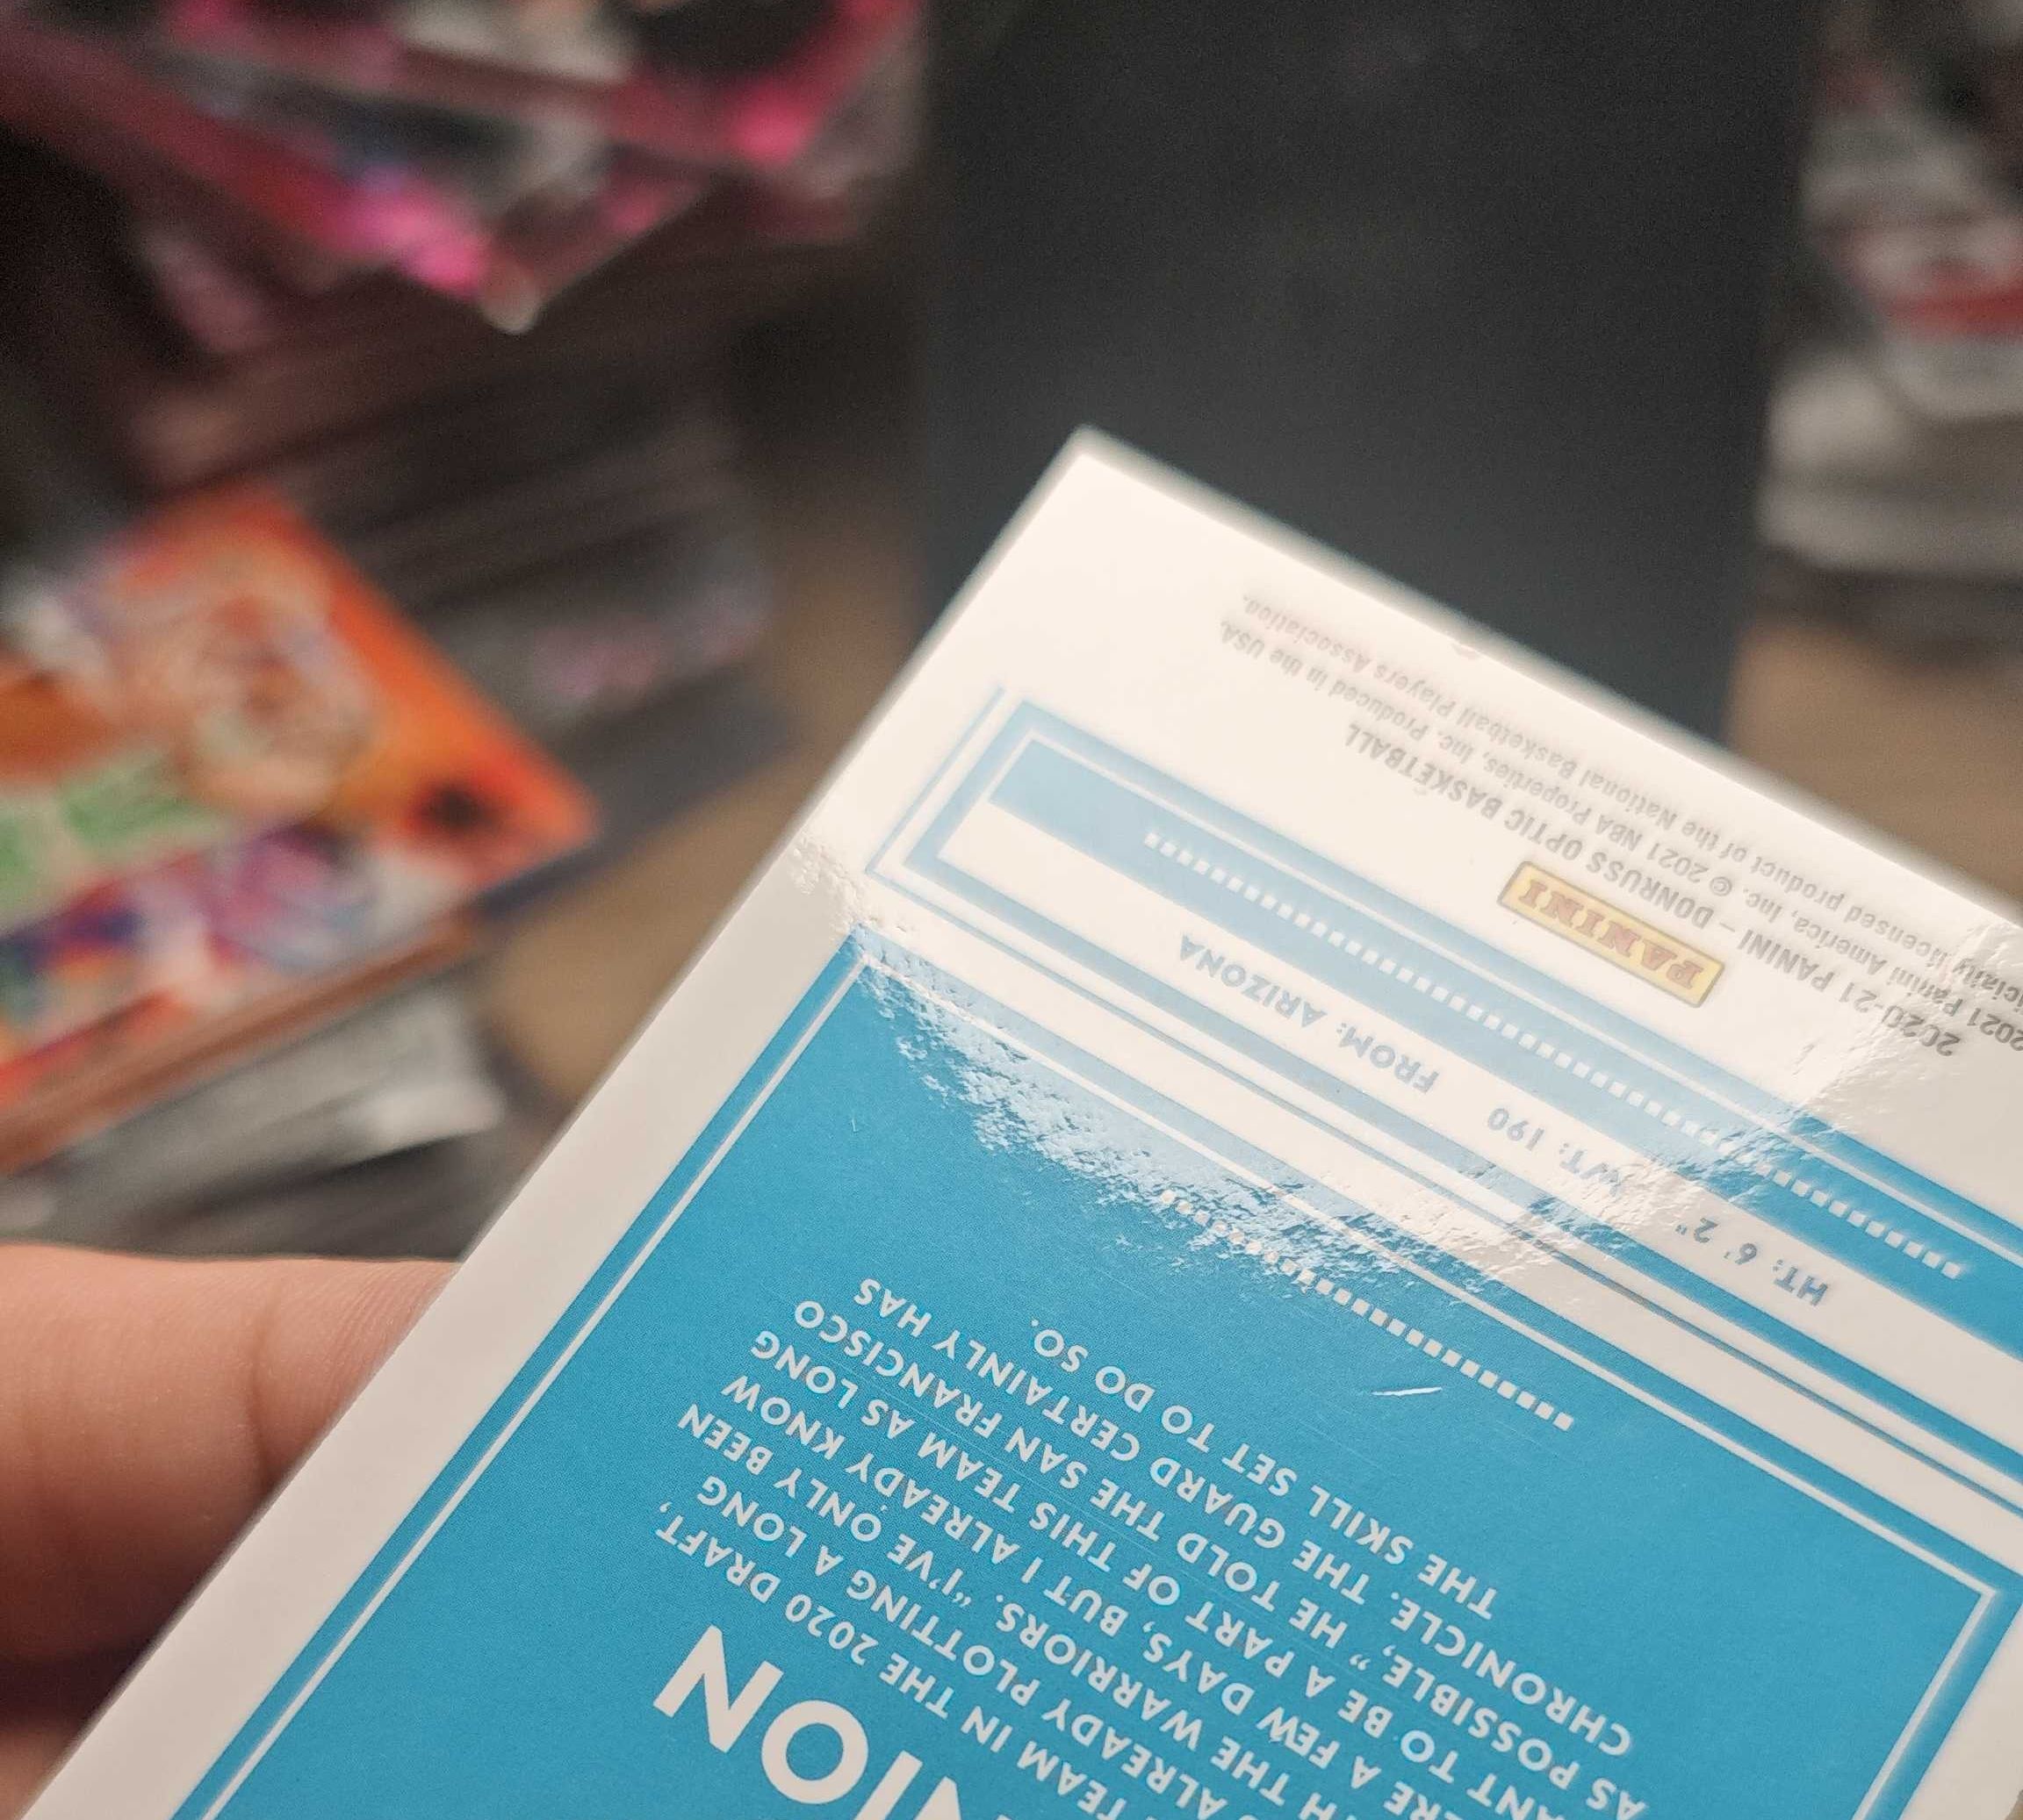 NION
TEAM IN THE 2020 DRAFT,
ALREADY PLOTTING A LONG
TH THE WARRIORS. “I’VE ONLY BEEN
ERE A FEW DAYS, BUT I ALREADY KNOW
ANT TO BE A PART OF THIS TEAM AS LONG
AS POSSIBLE,” HE TOLD THE SAN FRANCISCO
CHRONICLE. THE GUARD CERTAINLY HAS
THE SKILL SET TO DO SO.
HT: 6' 2" WT: 190 FROM: ARIZONA
PANINI
2020-21 PANINI – DONRUSS OPTIC BASKETBALL
2021 Panini America, Inc. © 2021 NBA Properties, Inc. Produced in the USA.
icially licensed product of the National Basketball Players Association.